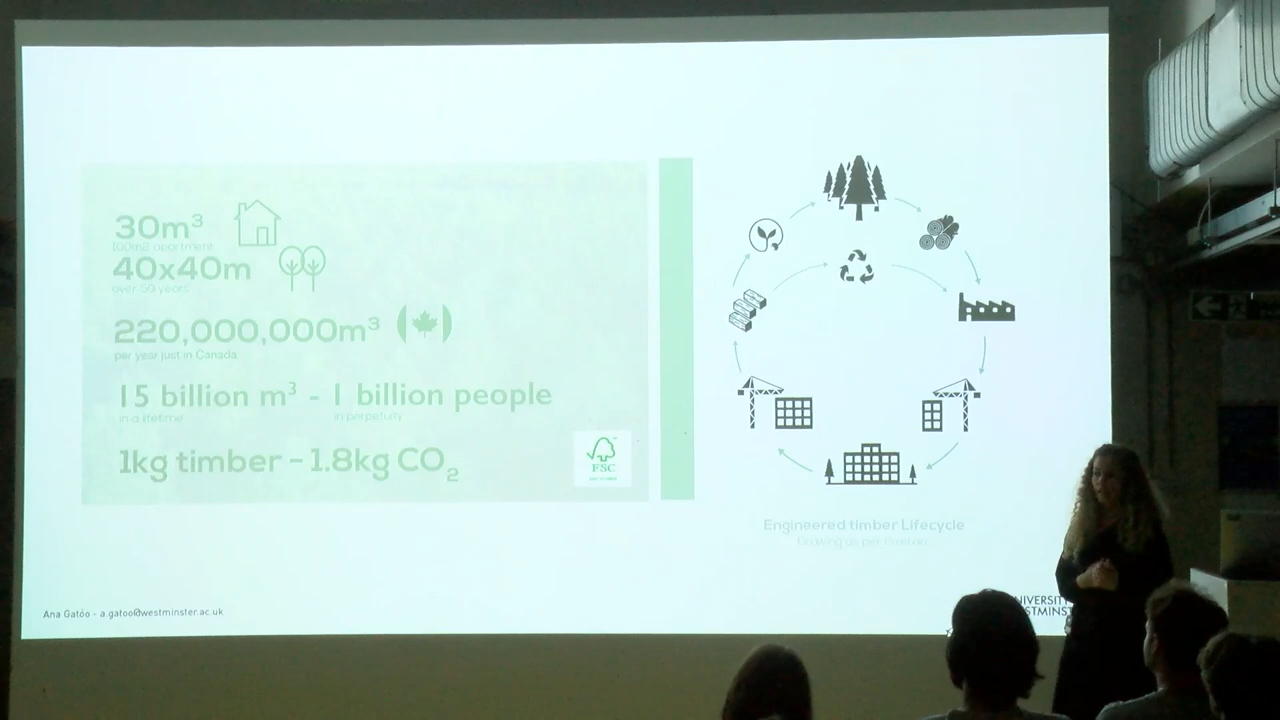 30m³
100m2 apartment
40x40m
over 50 years
220,000,000m³
per year just in Canada
15 billion m³ - 1 billion people
in a lifetime in perpetuity
1kg timber – 1.8kg CO₂
FSC
Engineered timber Lifecycle
Ana Gatóo - a.gatoo@westminster.ac.uk